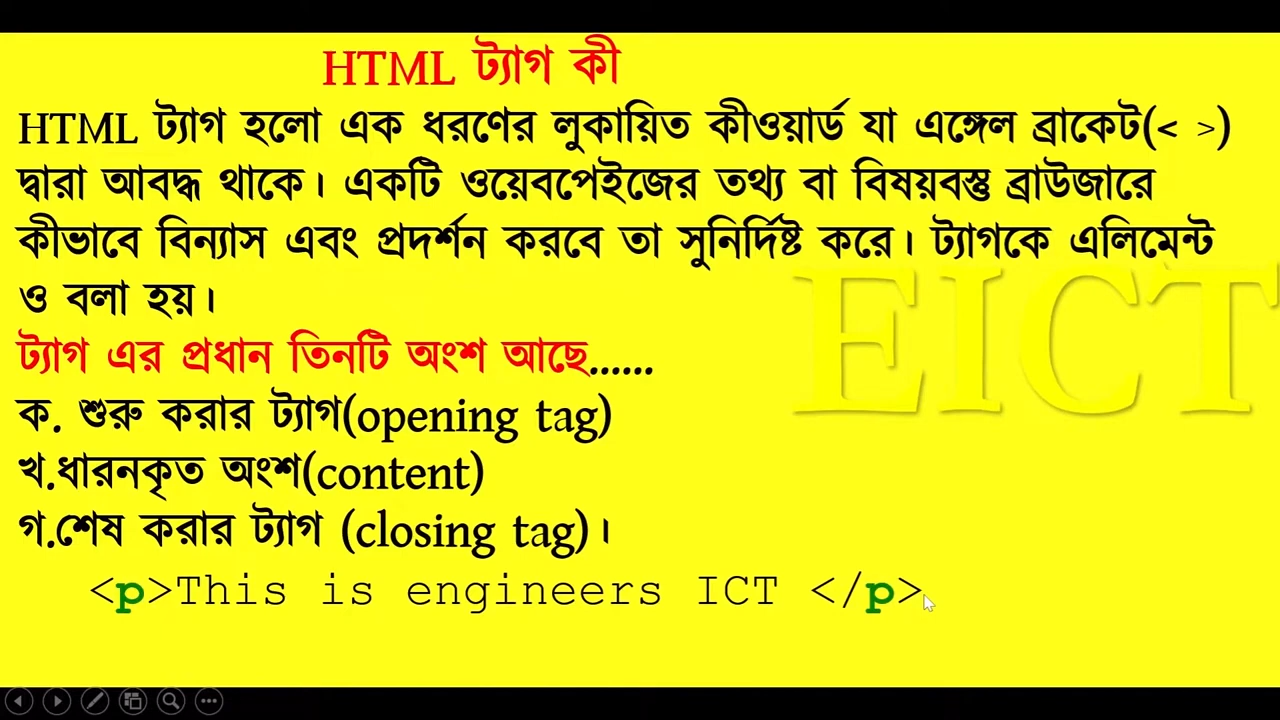 HTML ট্যাগ কী
HTML ট্যাগ হলো এক ধরণের লুকায়িত কীওয়ার্ড যা এঙ্গেল ব্রাকেট(< >)
দ্বারা আবদ্ধ থাকে। একটি ওয়েবপেইজের তথ্য বা বিষয়বস্তু ব্রাউজারে
কীভাবে বিন্যাস এবং প্রদর্শন করবে তা সুনির্দিষ্ট করে। ট্যাগকে এলিমেন্ট
ও বলা হয়।
EICT
ট্যাগ এর প্রধান তিনটি অংশ আছে......
ক. শুরু করার ট্যাগ(opening tag)
খ.ধারনকৃত অংশ(content)
গ.শেষ করার ট্যাগ (closing tag)।
<p>This is engineers ICT </p>